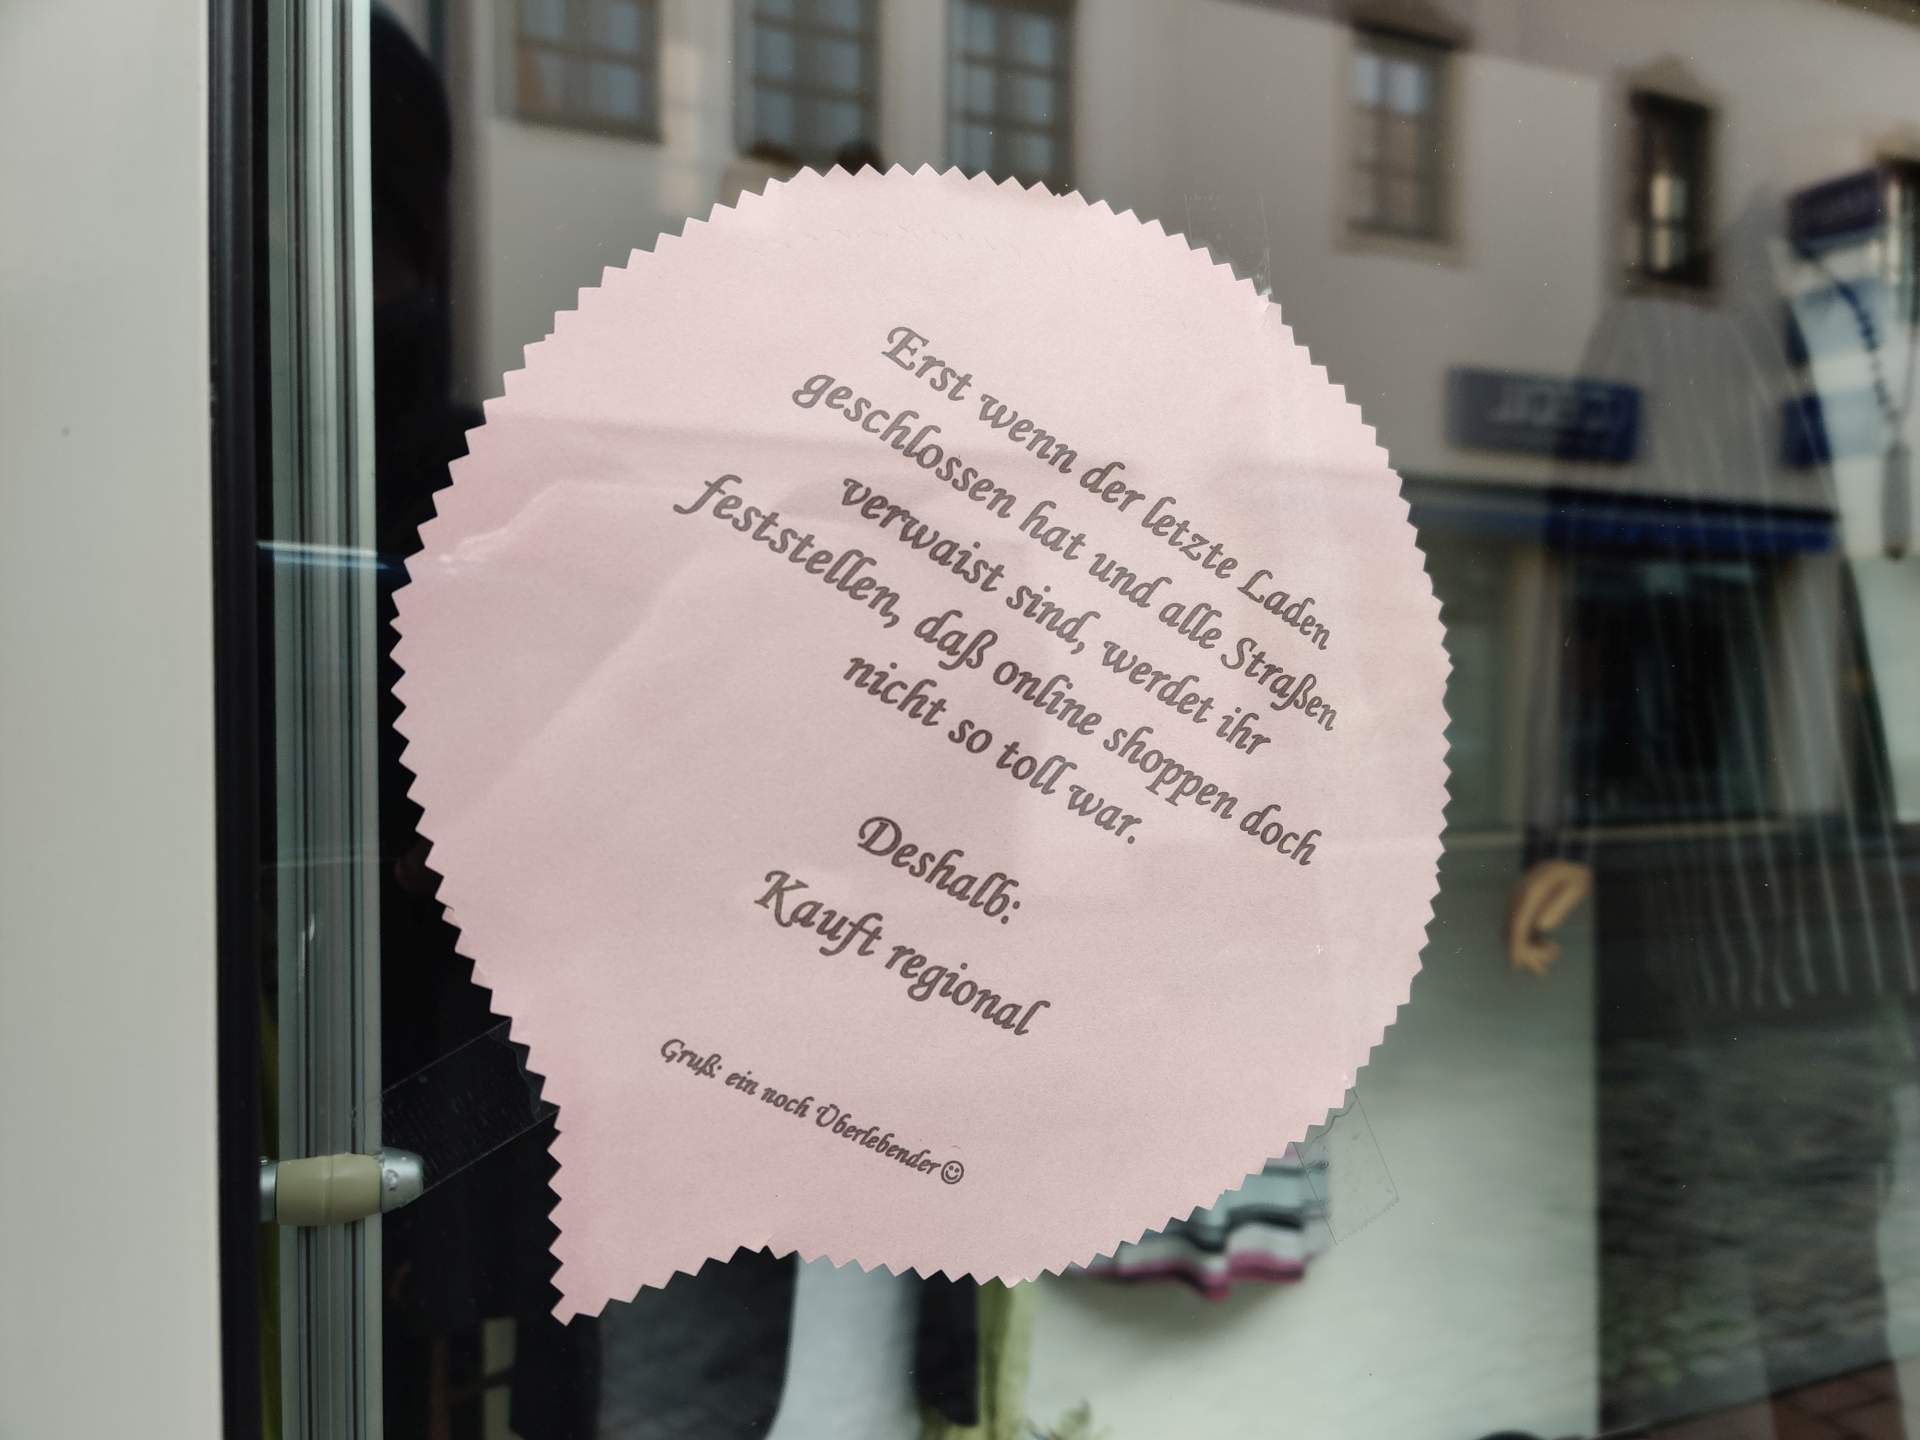 Erst wenn der letzte Laden
geschlossen hat und alle Straßen
verwaist sind, werdet ihr
feststellen, daß online shoppen doch
nicht so toll war.
Deshalb:
Kauft regional
Gruß: ein noch Überlebender☺